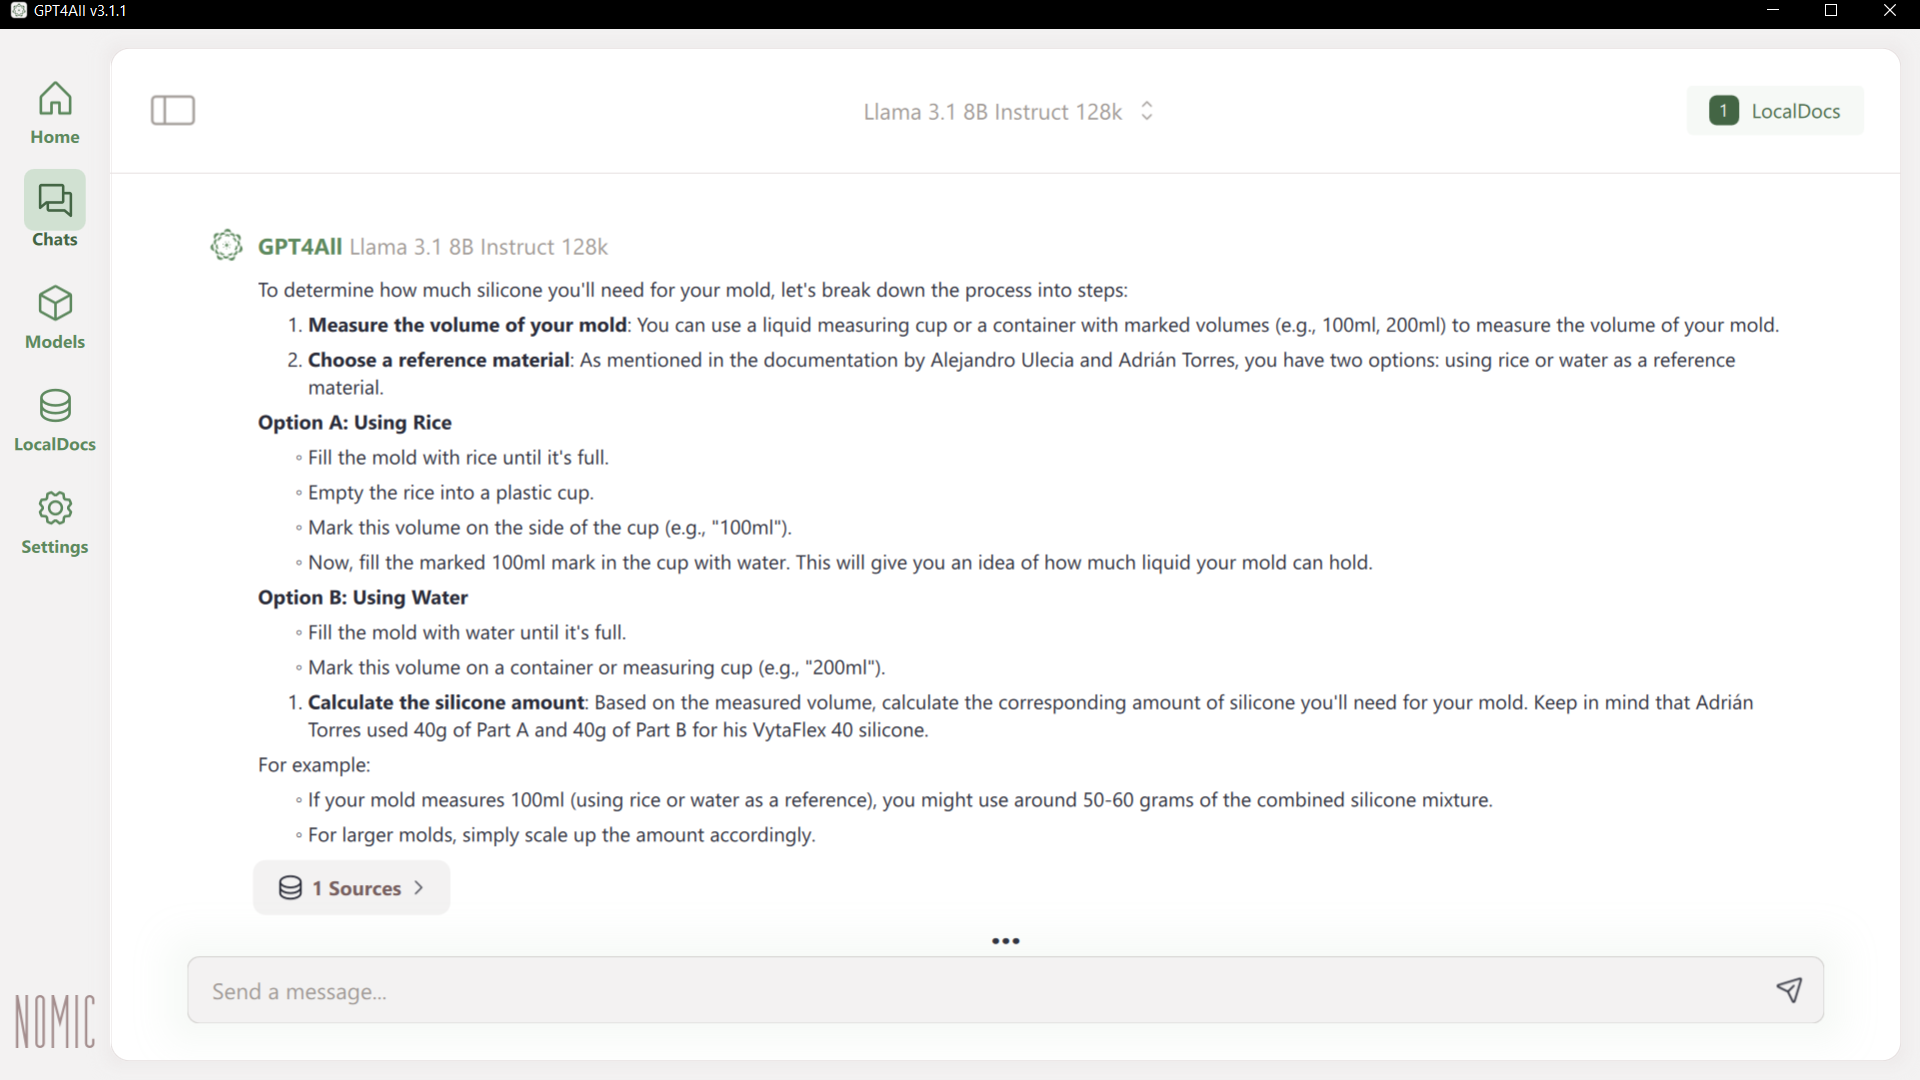 GPT4All v3.1.1
Home
Chats
Models
LocalDocs
Settings
NOMIC
Llama 3.1 8B Instruct 128k
1 LocalDocs
GPT4All Llama 3.1 8B Instruct 128k
To determine how much silicone you'll need for your mold, let's break down the process into steps:
1. Measure the volume of your mold: You can use a liquid measuring cup or a container with marked volumes (e.g., 100ml, 200ml) to measure the volume of your mold.
2. Choose a reference material: As mentioned in the documentation by Alejandro Ulecia and Adrián Torres, you have two options: using rice or water as a reference
material.
Option A: Using Rice
◦ Fill the mold with rice until it's full.
◦ Empty the rice into a plastic cup.
◦ Mark this volume on the side of the cup (e.g., "100ml").
◦ Now, fill the marked 100ml mark in the cup with water. This will give you an idea of how much liquid your mold can hold.
Option B: Using Water
◦ Fill the mold with water until it's full.
◦ Mark this volume on a container or measuring cup (e.g., "200ml").
1. Calculate the silicone amount: Based on the measured volume, calculate the corresponding amount of silicone you'll need for your mold. Keep in mind that Adrián
Torres used 40g of Part A and 40g of Part B for his VytaFlex 40 silicone.
For example:
◦ If your mold measures 100ml (using rice or water as a reference), you might use around 50-60 grams of the combined silicone mixture.
◦ For larger molds, simply scale up the amount accordingly.
1 Sources
Send a message...